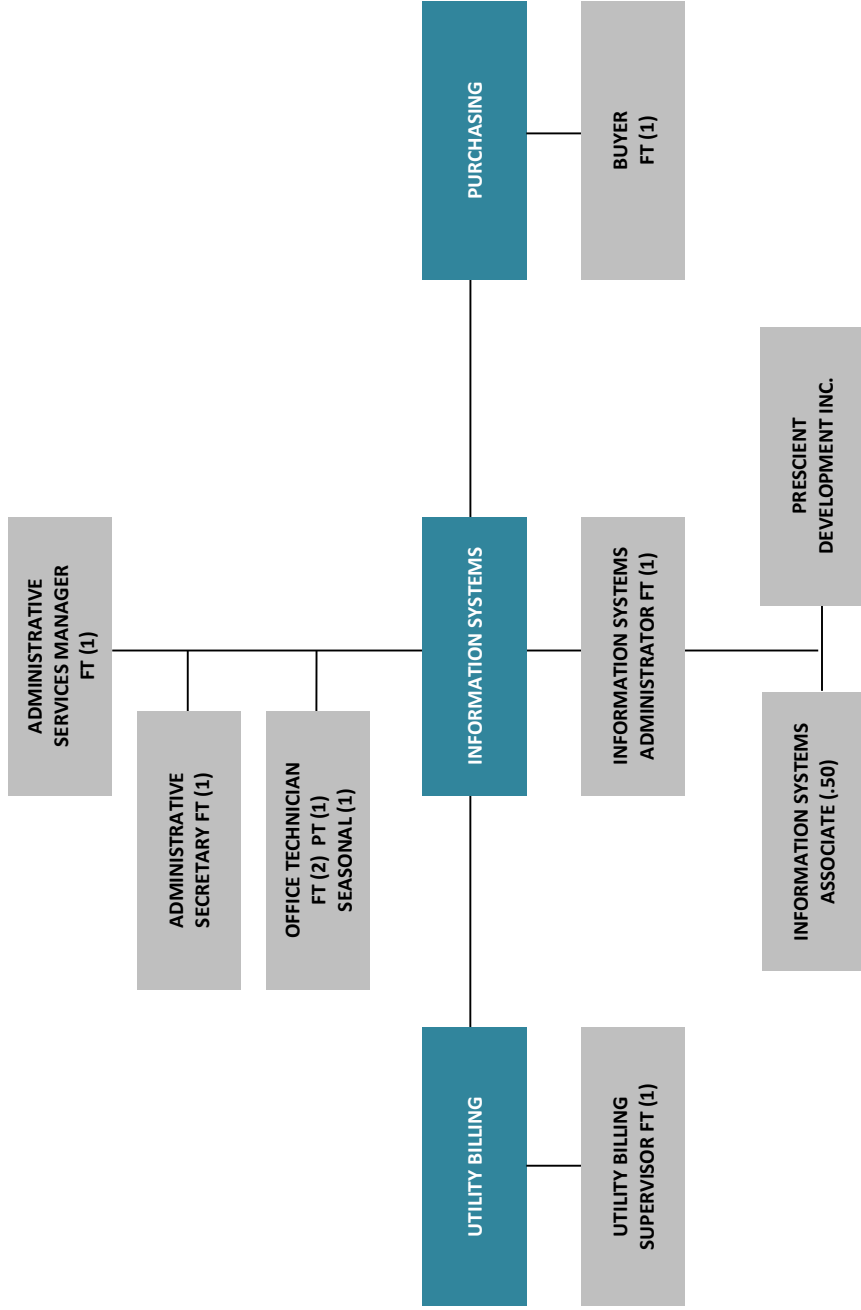 ADMINISTRATIVE
SERVICES MANAGER
FT (1)
ADMINISTRATIVE
SECRETARY FT (1)
OFFICE TECHNICIAN
FT (2)  PT (1)
SEASONAL (1)
UTILITY BILLING
INFORMATION SYSTEMS
PURCHASING
UTILITY BILLING
SUPERVISOR FT (1)
INFORMATION SYSTEMS
ADMINISTRATOR FT (1)
BUYER
FT (1)
INFORMATION SYSTEMS
ASSOCIATE (.50)
PRESCIENT
DEVELOPMENT INC.